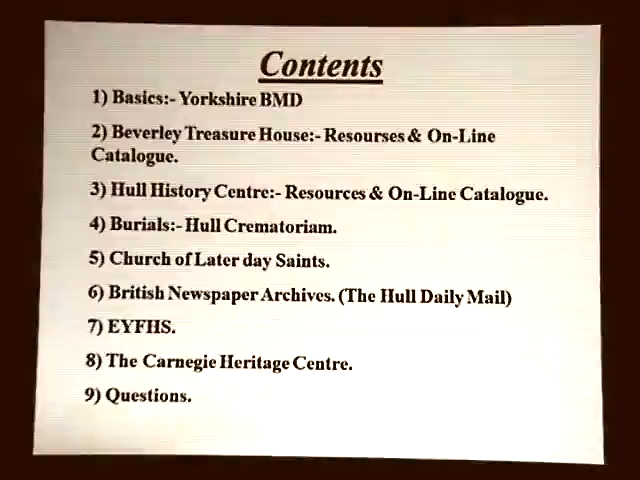 Contents
1) Basics:- Yorkshire BMD
2) Beverley Treasure House:- Resourses & On-Line
Catalogue.
3) Hull History Centre:- Resources & On-Line Catalogue.
4) Burials:- Hull Crematoriam.
5) Church of Later day Saints.
6) British Newspaper Archives. (The Hull Daily Mail)
7) EYFHS.
8) The Carnegie Heritage Centre.
9) Questions.